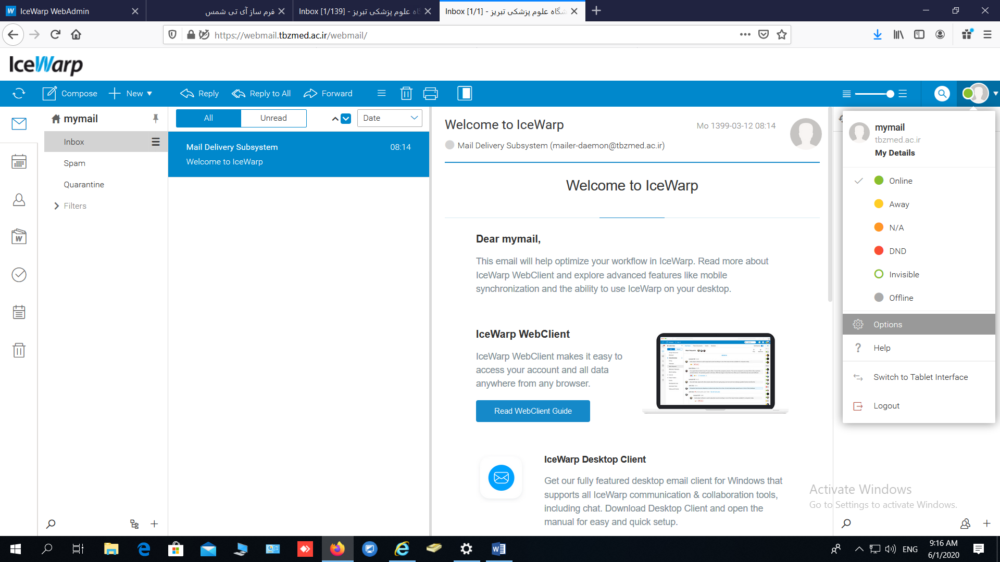 IceWarp WebAdmin
فرم ساز آی تی شمس
Inbox [1/139] - علوم پزشکی تبریز
Inbox [1/1] - علوم پزشکی تبریز
https://webmail.tbzmed.ac.ir/webmail/
IceWarp
Compose
New
Reply
Reply to All
Forward
mymail
Inbox
Spam
Quarantine
Filters
All
Unread
Date
Mail Delivery Subsystem
08:14
Welcome to IceWarp
Welcome to IceWarp
Mo 1399-03-12 08:14
Mail Delivery Subsystem (mailer-daemon@tbzmed.ac.ir)
Welcome to IceWarp
Dear mymail,
This email will help optimize your workflow in IceWarp. Read more about
IceWarp WebClient and explore advanced features like mobile
synchronization and the ability to use IceWarp on your desktop.
IceWarp WebClient
IceWarp WebClient makes it easy to
access your account and all data
anywhere from any browser.
Read WebClient Guide
IceWarp Desktop Client
Get our fully featured desktop email client for Windows that
supports all IceWarp communication & collaboration tools,
including chat. Download Desktop Client and open the
manual for easy and quick setup.
mymail
tbzmed.ac.ir
My Details
Online
Away
N/A
DND
Invisible
Offline
Options
Help
Switch to Tablet Interface
Logout
Activate Windows
Go to Settings to activate Windows.
ENG
9:16 AM
6/1/2020